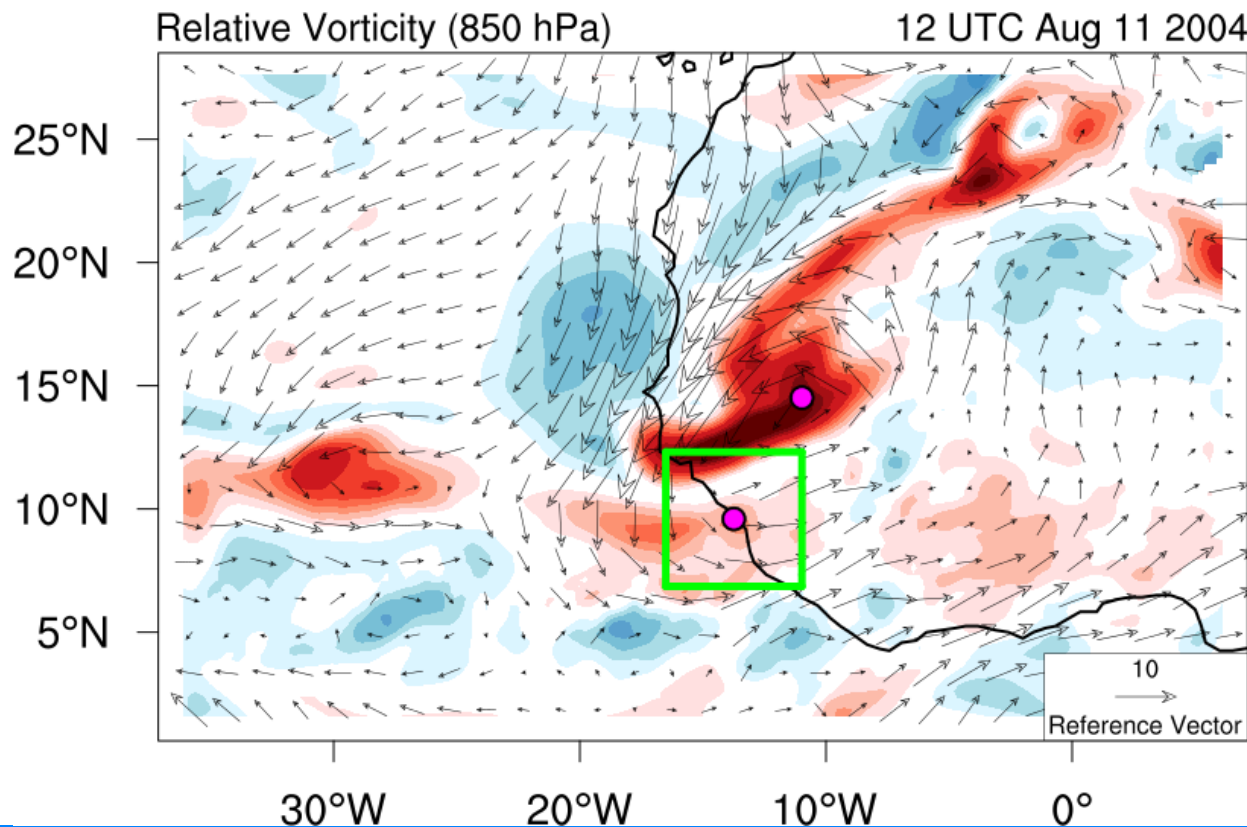 Relative Vorticity (850 hPa) 12 UTC Aug 11 2004
25°N
20°N
15°N
10°N
5°N
10
Reference Vector
30°W 20°W 10°W 0°